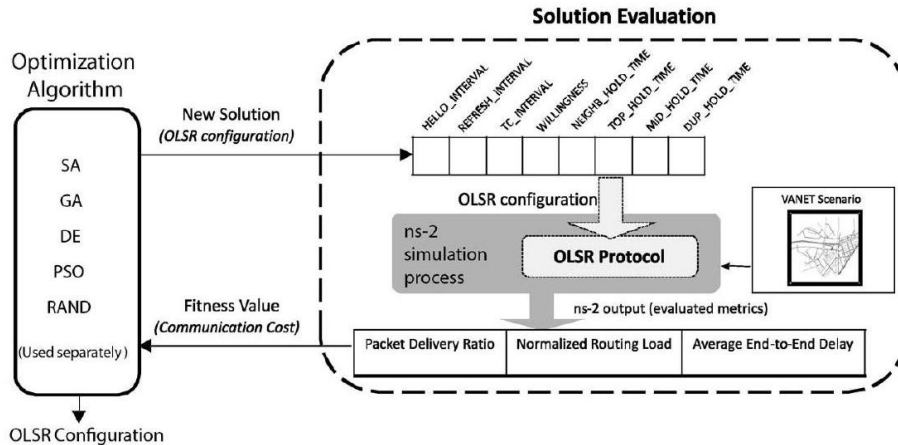 Solution Evaluation
Optimization
Algorithm
SA
GA
DE
PSO
RAND
(Used separately)
OLSR Configuration
New Solution
(OLSR configuration)
Fitness Value
(Communication Cost)
HELLO_INTERVAL
REFRESH_INTERVAL
TC_INTERVAL
WILLINGNESS
NEIGHB_HOLD_TIME
TOP_HOLD_TIME
MID_HOLD_TIME
DUP_HOLD_TIME
OLSR configuration
ns-2
simulation
process
OLSR Protocol
VANET Scenario
ns-2 output (evaluated metrics)
Packet Delivery Ratio
Normalized Routing Load
Average End-to-End Delay